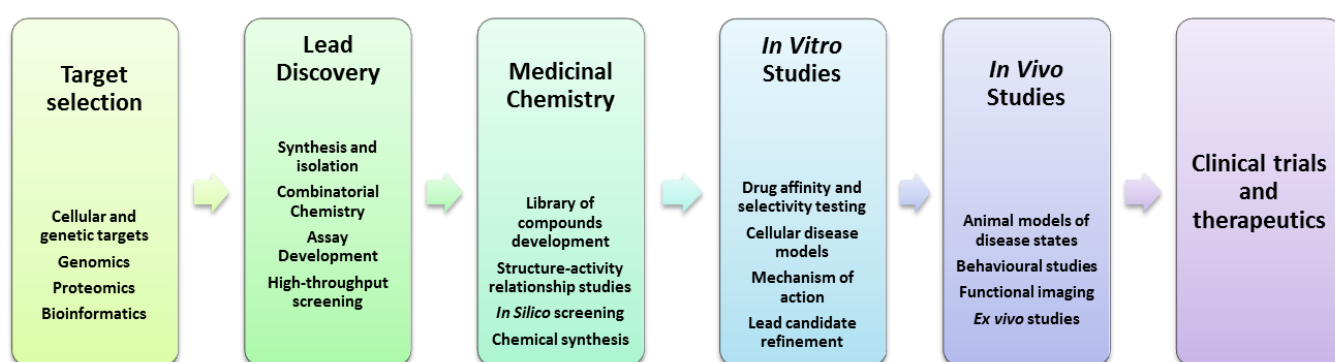 Target
selection
Cellular and
genetic targets
Genomics
Proteomics
Bioinformatics
Lead
Discovery
Synthesis and
isolation
Combinatorial
Chemistry
Assay
Development
High-throughput
screening
Medicinal
Chemistry
Library of
compounds
development
Structure-activity
relationship studies
In Silico screening
Chemical synthesis
In Vitro
Studies
Drug affinity and
selectivity testing
Cellular disease
models
Mechanism of
action
Lead candidate
refinement
In Vivo
Studies
Animal models of
disease states
Behavioural studies
Functional imaging
Ex vivo studies
Clinical trials
and
therapeutics